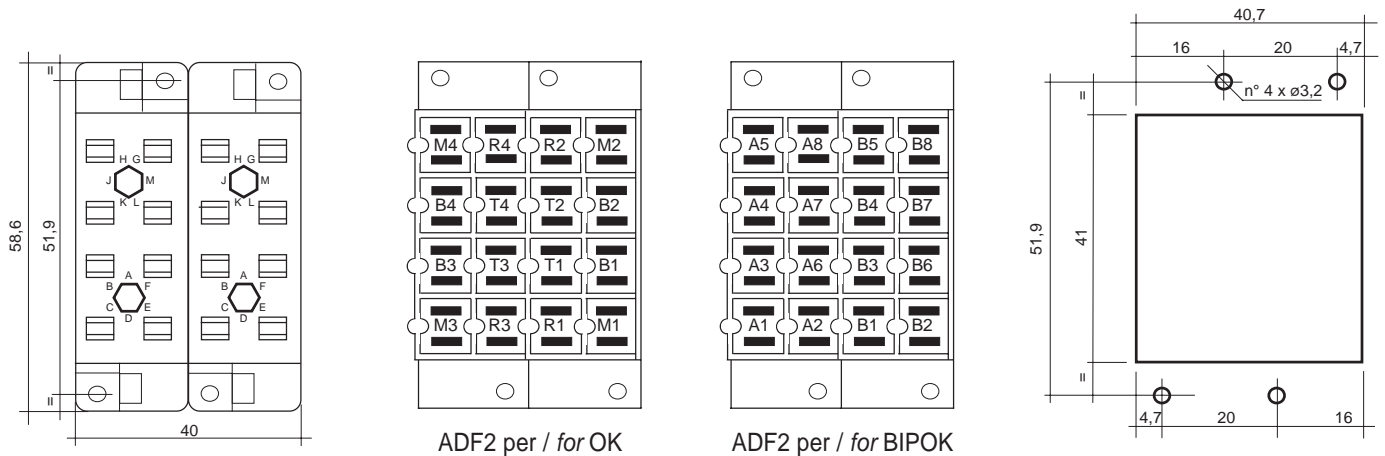 58,6
51,9
=
=
H G
J M
K L
H G
J M
K L
A
B F
C E
D
A
B F
C E
D
40
M4 R4 R2 M2
B4 T4 T2 B2
B3 T3 T1 B1
M3 R3 R1 M1
ADF2 per / for OK
A5 A8 B5 B8
A4 A7 B4 B7
A3 A6 B3 B6
A1 A2 B1 B2
ADF2 per / for BIPOK
40,7
16 20 4,7
n° 4 x ø3,2
=
51,9
41
=
4,7 20 16